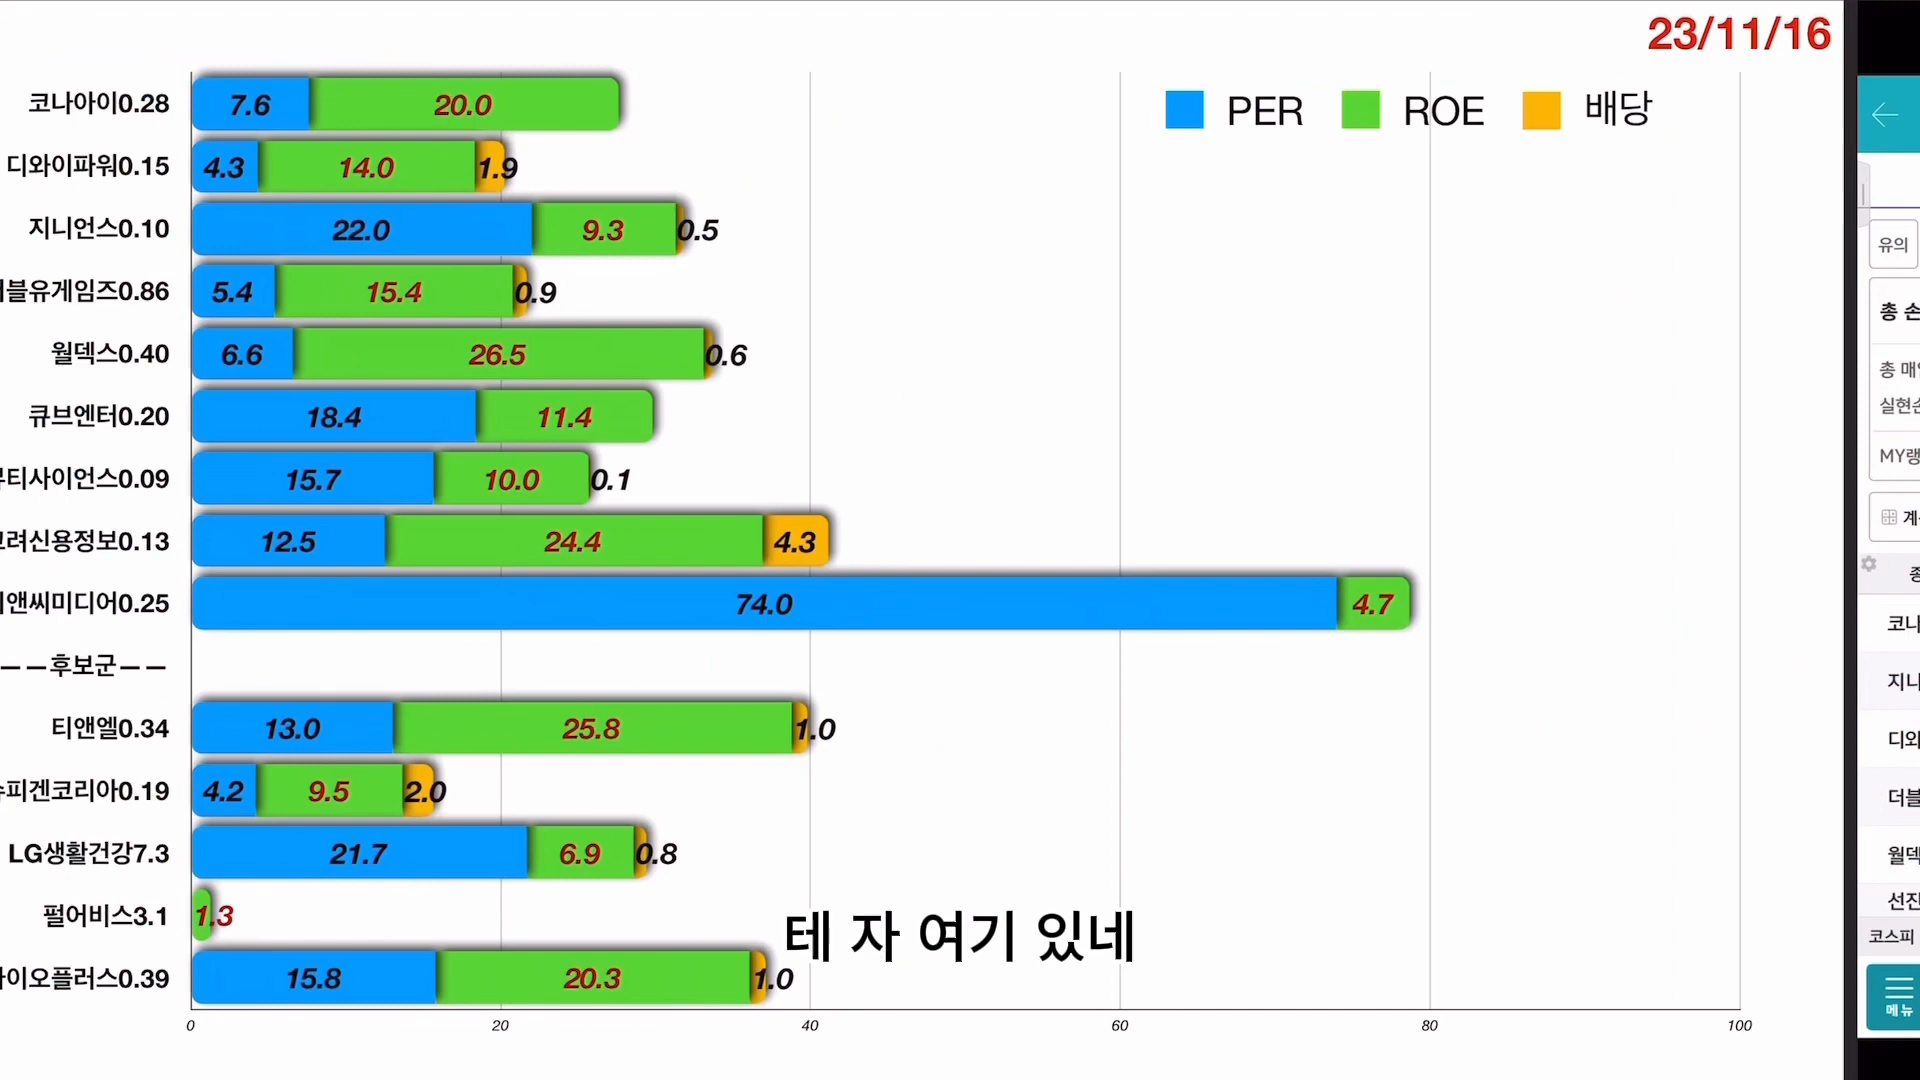 23/11/16
PER ROE 배당
코나아이0.28 7.6 20.0
디와이파워0.15 4.3 14.0 1.9
지니언스0.10 22.0 9.3 0.5
블유게임즈0.86 5.4 15.4 0.9
월덱스0.40 6.6 26.5 0.6
큐브엔터0.20 18.4 11.4
티사이언스0.09 15.7 10.0 0.1
려신용정보0.13 12.5 24.4 4.3
앤씨미디어0.25 74.0 4.7
——후보군——
티앤엘0.34 13.0 25.8 1.0
피겐코리아0.19 4.2 9.5 2.0
LG생활건강7.3 21.7 6.9 0.8
펄어비스3.1 1.3
이오플러스0.39 15.8 20.3 1.0
0 20 40 60 80 100
테 자 여기 있네
유의
총 손
총 매
실현손
MY랭
계
종
코나
지니
디와
더블
월덱
선진
코스피
메뉴